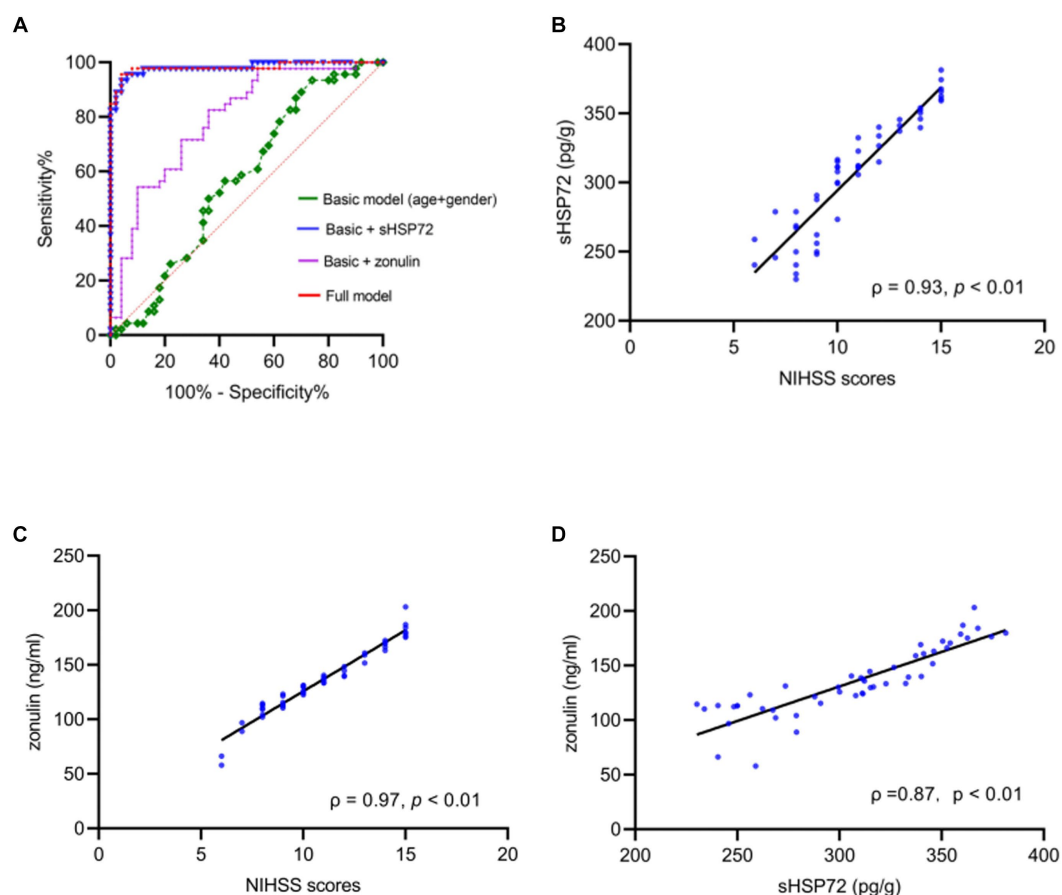 A
100
80
60
40
20
0
Sensitivity%
0 20 40 60 80 100
100% - Specificity%
Basic model (age+gender)
Basic + sHSP72
Basic + zonulin
Full model
B
400
350
300
250
200
sHSP72 (pg/g)
0 5 10 15 20
NIHSS scores
ρ = 0.93, p < 0.01
C
250
200
150
100
50
0
zonulin (ng/ml)
0 5 10 15 20
NIHSS scores
ρ = 0.97, p < 0.01
D
250
200
150
100
50
0
zonulin (ng/ml)
200 250 300 350 400
sHSP72 (pg/g)
ρ =0.87, p < 0.01